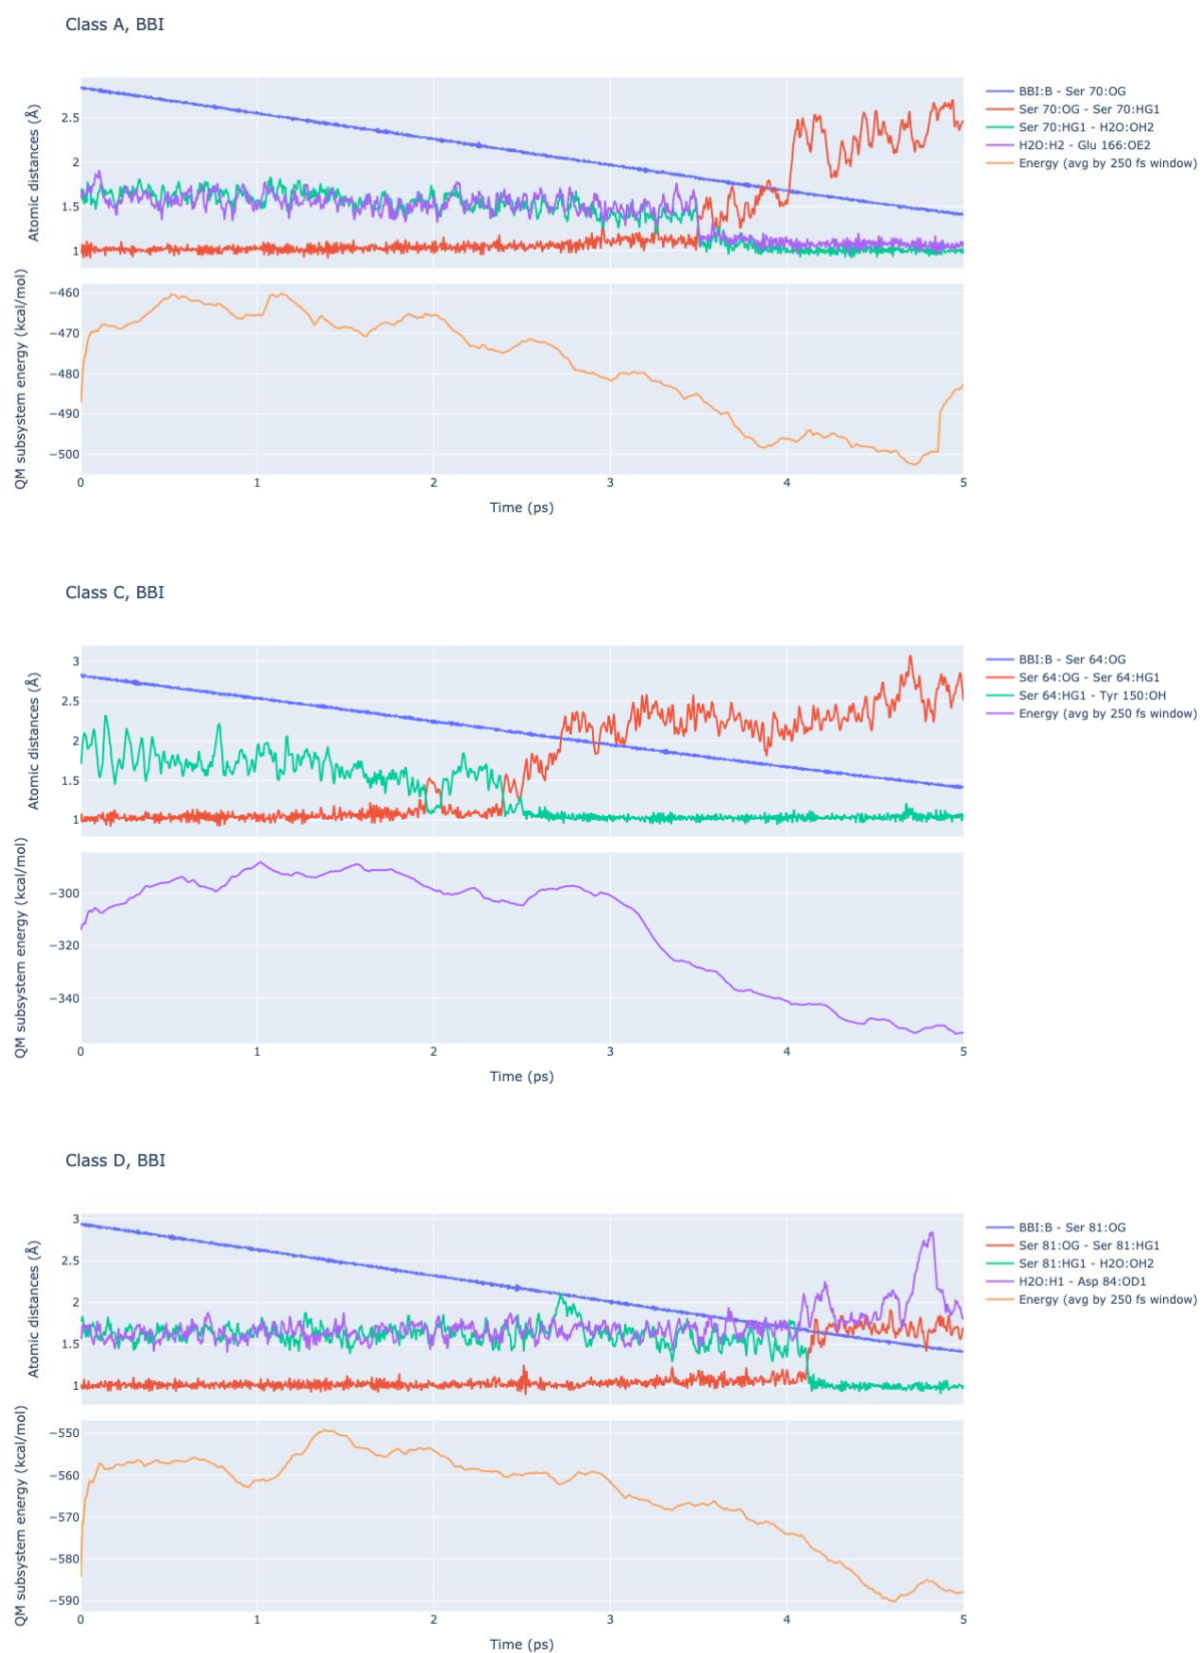 Class A, BBI
Atomic distances (Å)
2.5
2
1.5
1
BBI:B - Ser 70:OG
Ser 70:OG - Ser 70:HG1
Ser 70:HG1 - H2O:OH2
H2O:H2 - Glu 166:OE2
Energy (avg by 250 fs window)
QM subsystem energy (kcal/mol)
−460
−470
−480
−490
−500
0 1 2 3 4 5
Time (ps)
Class C, BBI
Atomic distances (Å)
3
2.5
2
1.5
1
BBI:B - Ser 64:OG
Ser 64:OG - Ser 64:HG1
Ser 64:HG1 - Tyr 150:OH
Energy (avg by 250 fs window)
QM subsystem energy (kcal/mol)
−300
−320
−340
0 1 2 3 4 5
Time (ps)
Class D, BBI
Atomic distances (Å)
3
2.5
2
1.5
1
BBI:B - Ser 81:OG
Ser 81:OG - Ser 81:HG1
Ser 81:HG1 - H2O:OH2
H2O:H1 - Asp 84:OD1
Energy (avg by 250 fs window)
QM subsystem energy (kcal/mol)
−550
−560
−570
−580
−590
0 1 2 3 4 5
Time (ps)